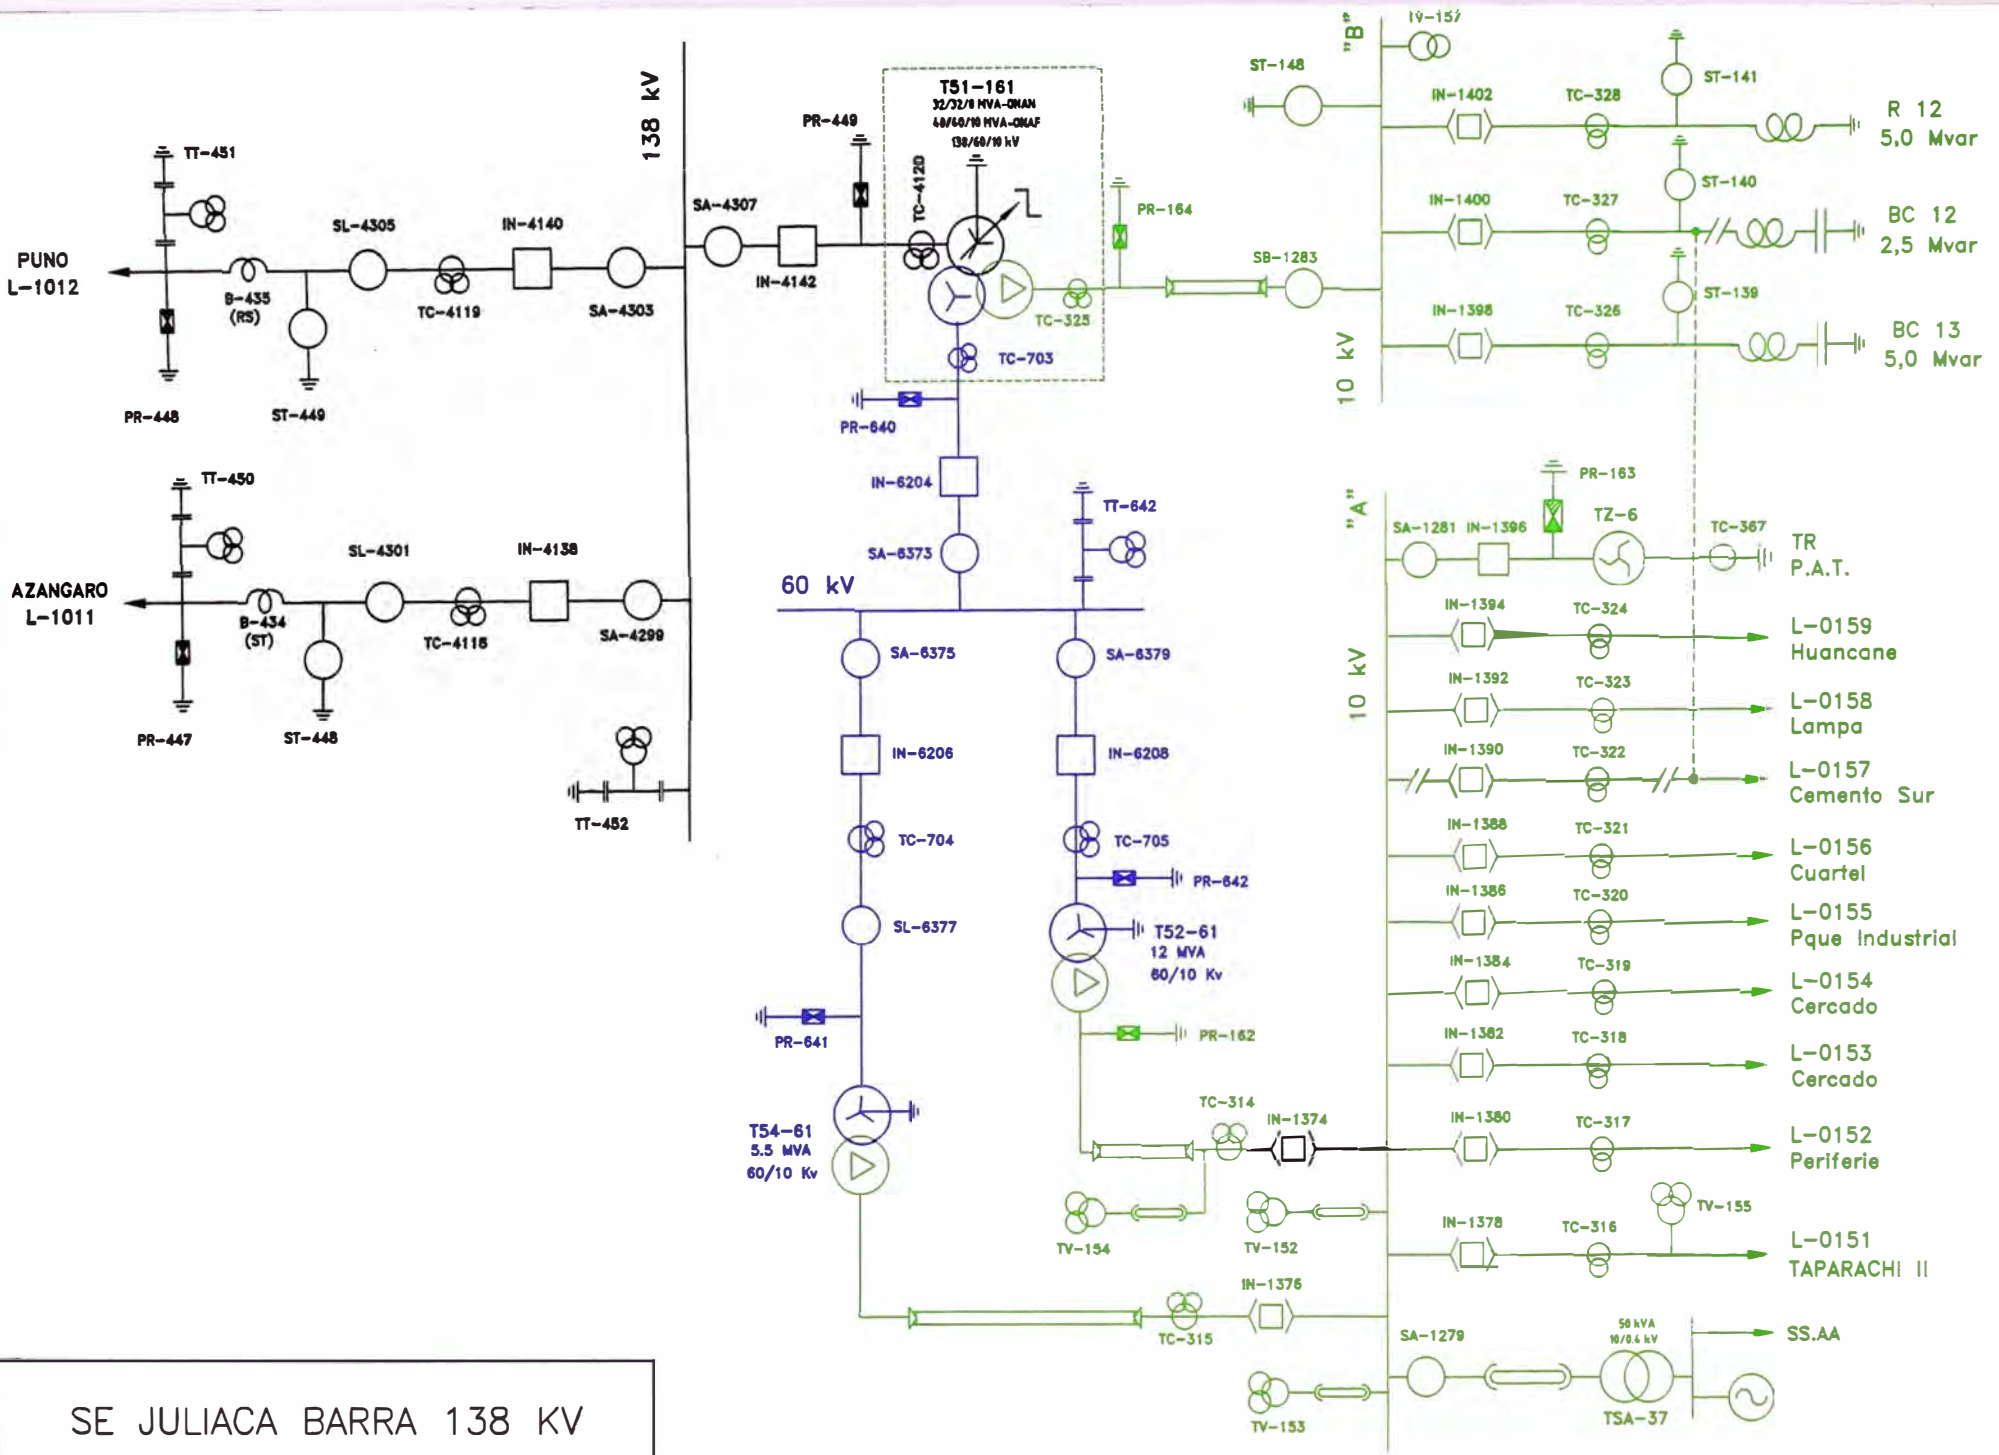 TT-451
PUNO
L-1012
SL-4305
IN-4140
B-435
(RS)
TC-4119
SA-4303
PR-448
ST-449
138 kV
SA-4307
IN-4142
PR-449
TC-412D
T51-161
32/32/8 MVA-ONAN
40/40/10 MVA-ONAF
138/60/10 kV
TC-325
PR-164
TC-703
PR-640
IN-6204
SA-6373
TT-642
60 kV
TT-450
AZANGARO
L-1011
SL-4301
IN-4138
B-434
(ST)
SA-4299
PR-447
ST-448
TT-452
SA-6375
IN-6206
TC-704
SL-6377
PR-641
T54-61
5.5 MVA
60/10 Kv
SA-6379
IN-6208
TC-705
PR-642
T52-61
12 MVA
60/10 Kv
PR-162
TC-314
IN-1374
TV-154
TV-152
IN-1376
TC-315
TV-153
"B"
TV-157
ST-148
SB-1283
10 kV
IN-1402
TC-328
ST-141
R 12
5,0 Mvar
IN-1400
TC-327
ST-140
BC 12
2,5 Mvar
IN-1398
TC-326
ST-139
BC 13
5,0 Mvar
"A"
10 kV
SA-1281
IN-1396
PR-163
TZ-6
TC-367
TR
P.A.T.
IN-1394
TC-324
L-0159
Huancane
IN-1392
TC-323
L-0158
Lampa
IN-1390
TC-322
L-0157
Cemento Sur
IN-1388
TC-321
L-0156
Cuartel
IN-1386
TC-320
L-0155
Pque Industrial
IN-1384
TC-319
L-0154
Cercado
IN-1382
TC-318
L-0153
Cercado
IN-1380
TC-317
L-0152
Periferie
IN-1378
TC-316
TV-155
L-0151
TAPARACHI II
SA-1279
50 kVA
10/0.4 kV
TSA-37
SS.AA
SE JULIACA BARRA 138 KV